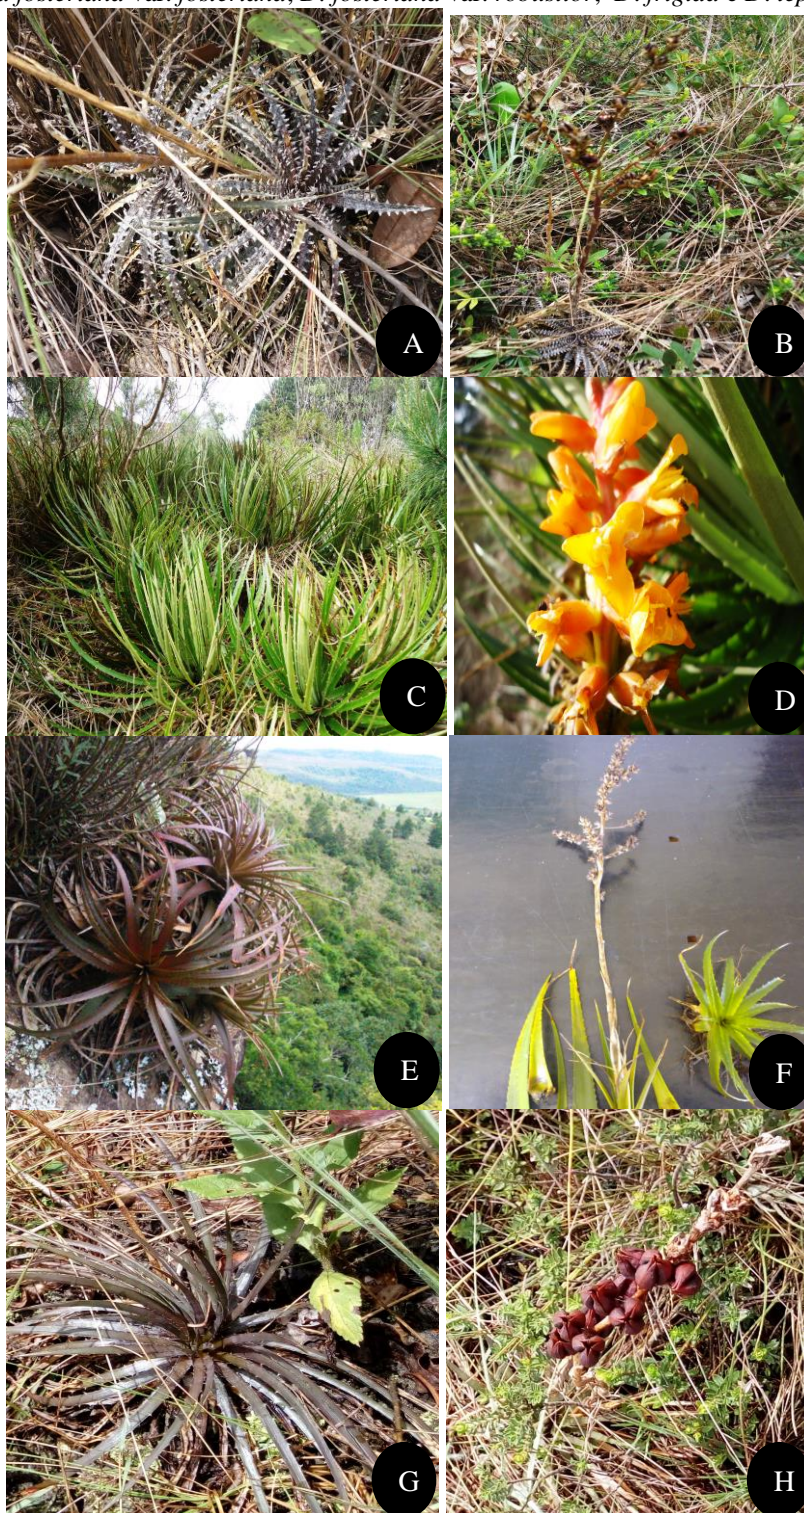 fosteriana var. fosteriana, D. fosteriana var. robustior, D. frigida e D.
A
B
C
D
E
F
G
H